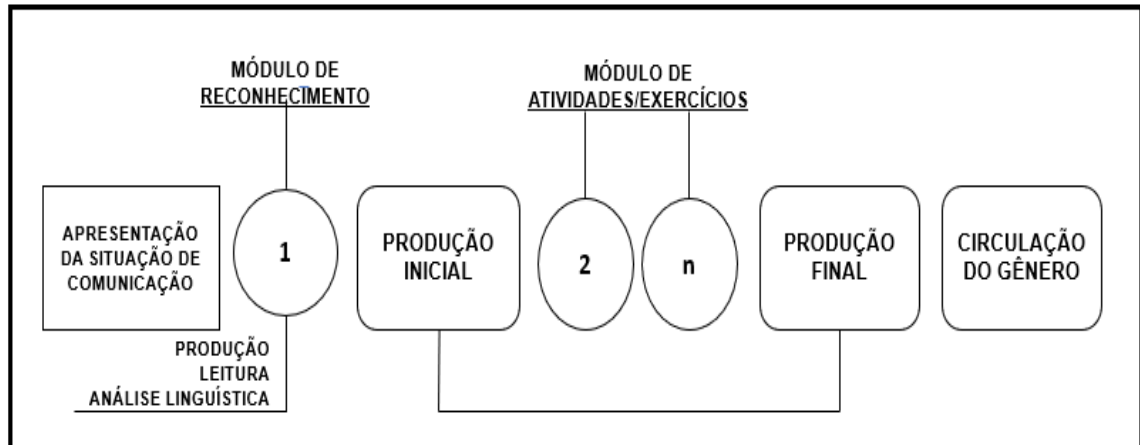 MÓDULO DE
RECONHECIMENTO
MÓDULO DE
ATIVIDADES/EXERCÍCIOS
APRESENTAÇÃO
DA SITUAÇÃO DE
COMUNICAÇÃO
1
PRODUÇÃO
INICIAL
2
n
PRODUÇÃO
FINAL
CIRCULAÇÃO
DO GÊNERO
PRODUÇÃO
LEITURA
ANÁLISE LINGUÍSTICA